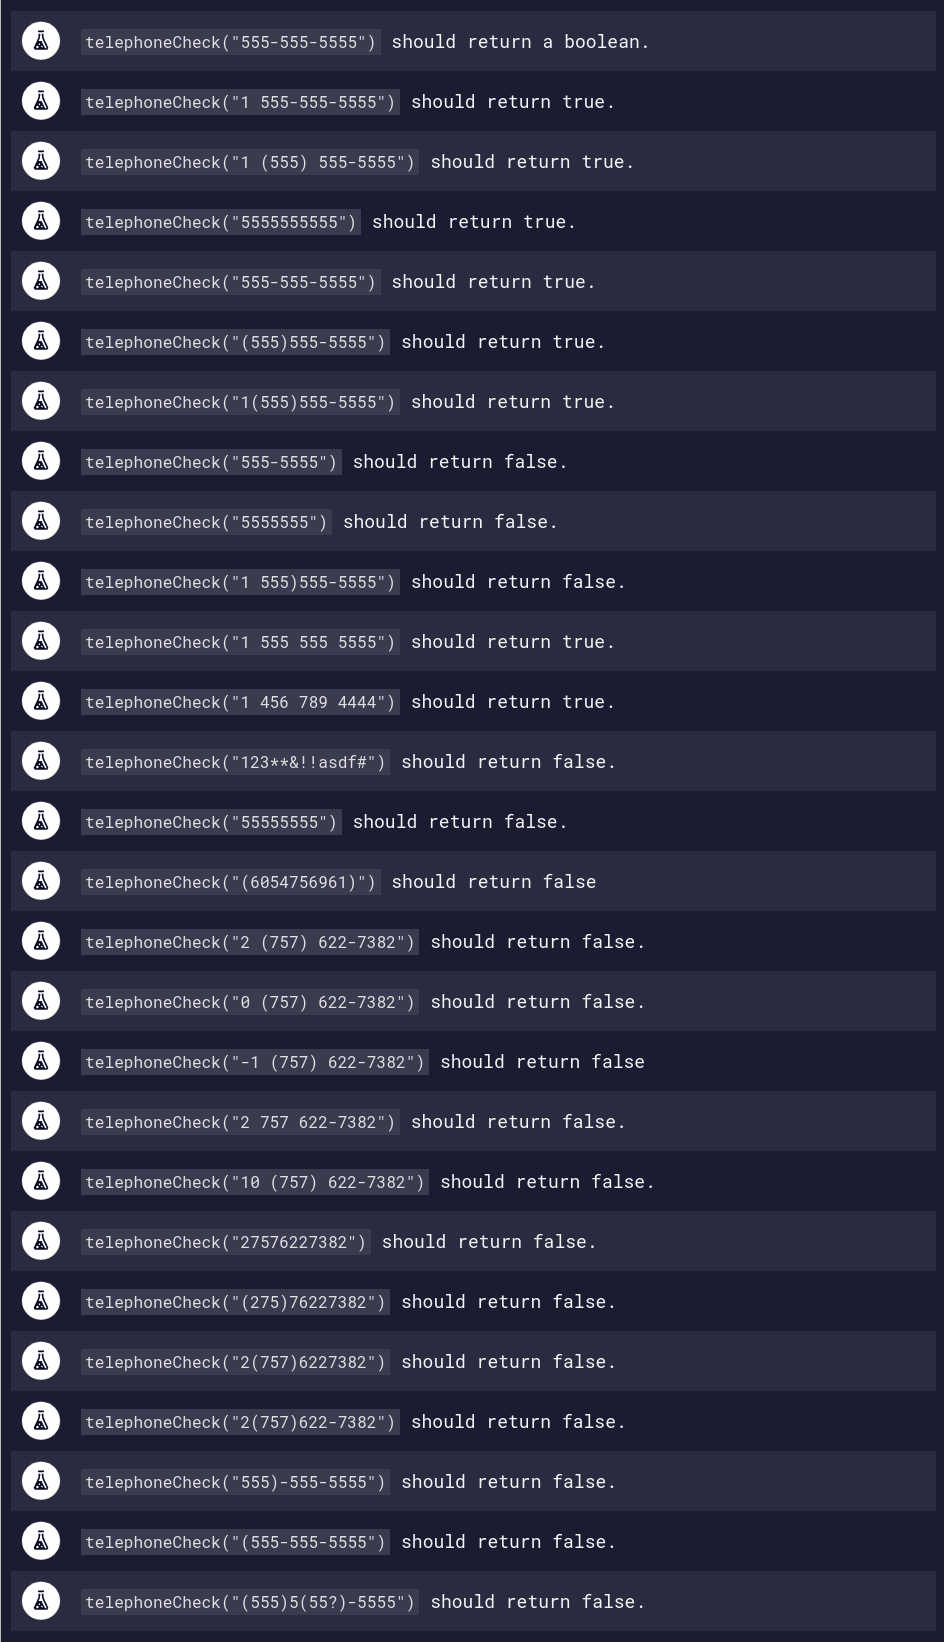 telephoneCheck("555-555-5555") should return a boolean.
telephoneCheck("1 555-555-5555") should return true.
telephoneCheck("1 (555) 555-5555") should return true.
telephoneCheck("5555555555") should return true.
telephoneCheck("555-555-5555") should return true.
telephoneCheck("(555)555-5555") should return true.
telephoneCheck("1(555)555-5555") should return true.
telephoneCheck("555-5555") should return false.
telephoneCheck("5555555") should return false.
telephoneCheck("1 555)555-5555") should return false.
telephoneCheck("1 555 555 5555") should return true.
telephoneCheck("1 456 789 4444") should return true.
telephoneCheck("123**&!!asdf#") should return false.
telephoneCheck("55555555") should return false.
telephoneCheck("(6054756961)") should return false
telephoneCheck("2 (757) 622-7382") should return false.
telephoneCheck("0 (757) 622-7382") should return false.
telephoneCheck("-1 (757) 622-7382") should return false
telephoneCheck("2 757 622-7382") should return false.
telephoneCheck("10 (757) 622-7382") should return false.
telephoneCheck("27576227382") should return false.
telephoneCheck("(275)76227382") should return false.
telephoneCheck("2(757)6227382") should return false.
telephoneCheck("2(757)622-7382") should return false.
telephoneCheck("555)-555-5555") should return false.
telephoneCheck("(555-555-5555") should return false.
telephoneCheck("(555)5(55?)-5555") should return false.